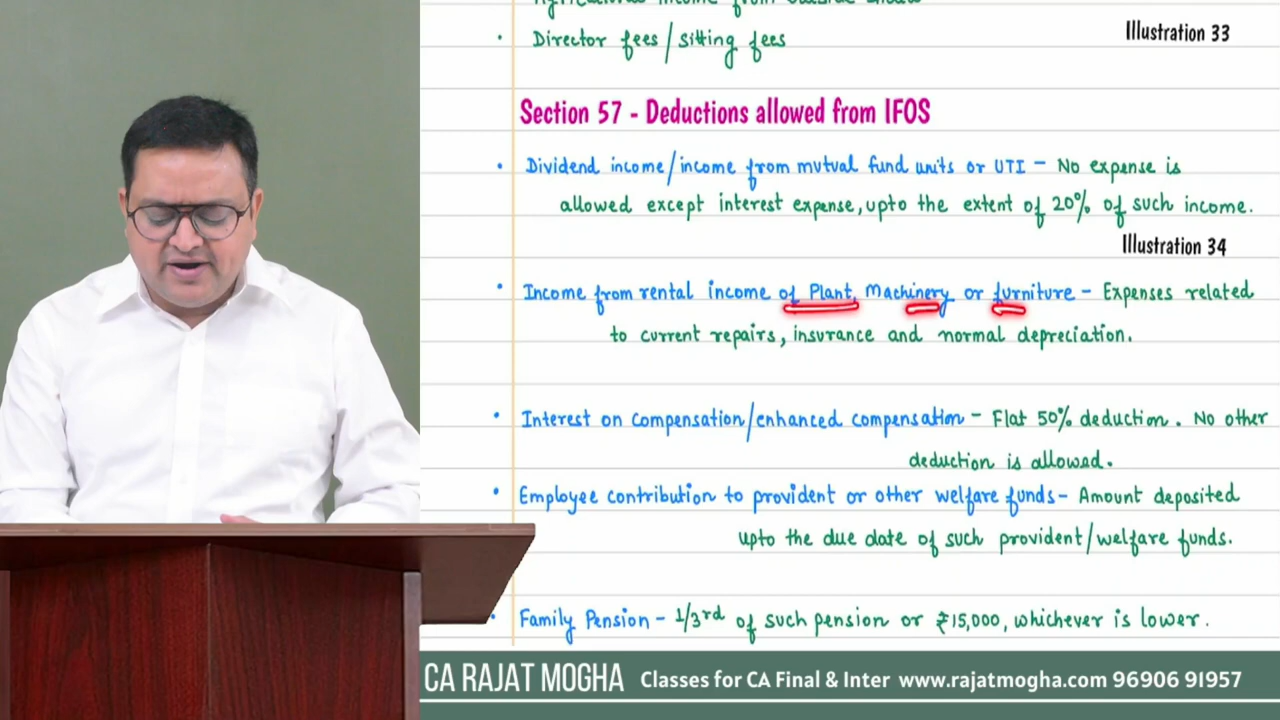 Director fees/sitting fees
Illustration 33
Section 57 - Deductions allowed from IFOS
Dividend income/income from mutual fund units or UTI - No expense is
allowed except interest expense, upto the extent of 20% of such income.
Illustration 34
Income from rental income of Plant, Machinery or furniture - Expenses related
to current repairs, insurance and normal depreciation.
Interest on compensation/enhanced compensation - Flat 50% deduction. No other
deduction is allowed.
Employee contribution to provident or other welfare funds - Amount deposited
upto the due date of such provident/welfare funds.
Family Pension - 1/3rd of such pension or ₹15,000, whichever is lower.
CA RAJAT MOGHA Classes for CA Final & Inter www.rajatmogha.com 96906 91957